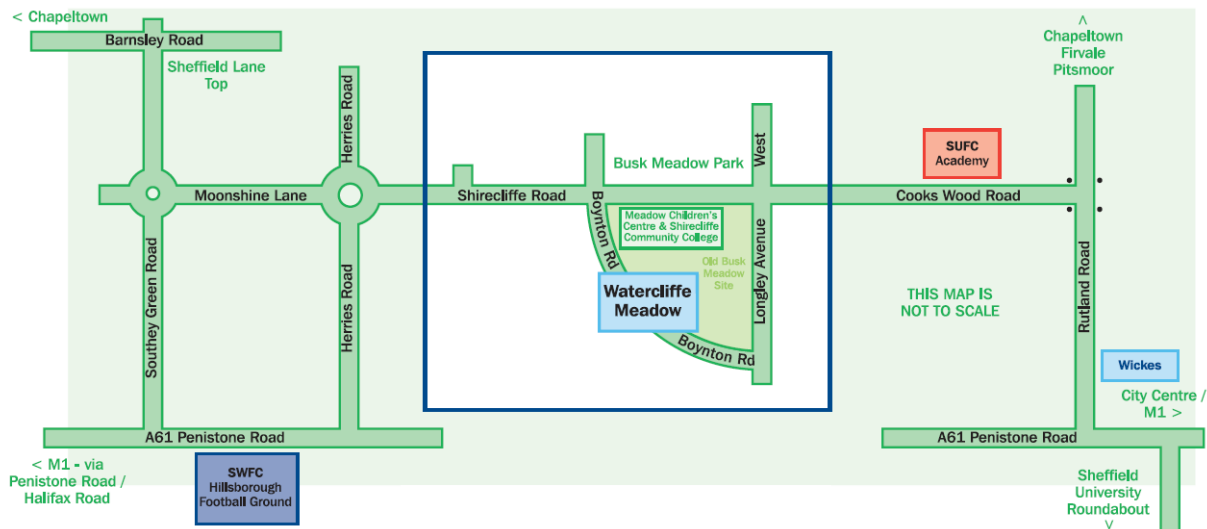 < Chapeltown
Barnsley Road
Sheffield Lane
Top
Herries Road
Moonshine Lane
Southey Green Road
Herries Road
A61 Penistone Road
< M1 - via
Penistone Road /
Halifax Road
SWFC
Hillsborough
Football Ground
Shirecliffe Road
Busk Meadow Park
West
Boynton Rd
Meadow Children's
Centre & Shirecliffe
Community College
Old Busk
Meadow
Site
Longley Avenue
Watercliffe
Meadow
Boynton Rd
SUFC
Academy
Cooks Wood Road
<
Chapeltown
Firvale
Pitsmoor
THIS MAP IS
NOT TO SCALE
Rutland Road
Wickes
City Centre /
M1 >
A61 Penistone Road
Sheffield
University
Roundabout
<